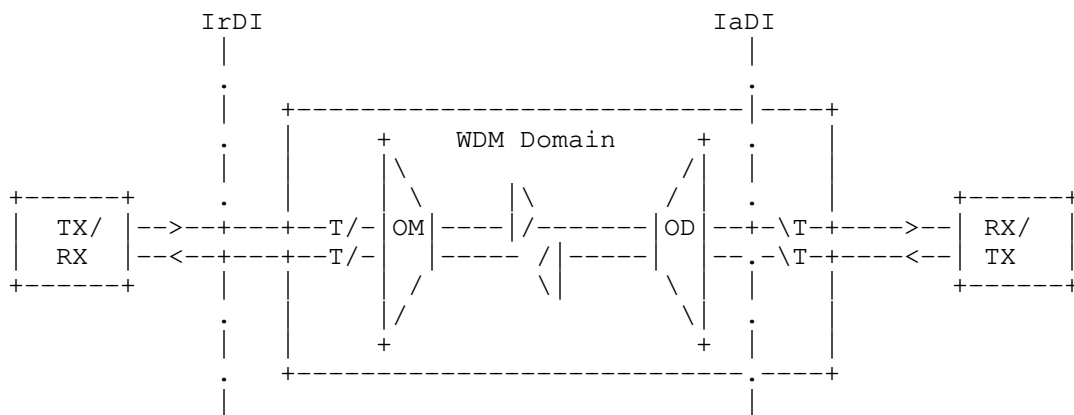 IrDI IaDI
WDM Domain
TX/ T/ OM OD \T RX/
RX T/ \T TX